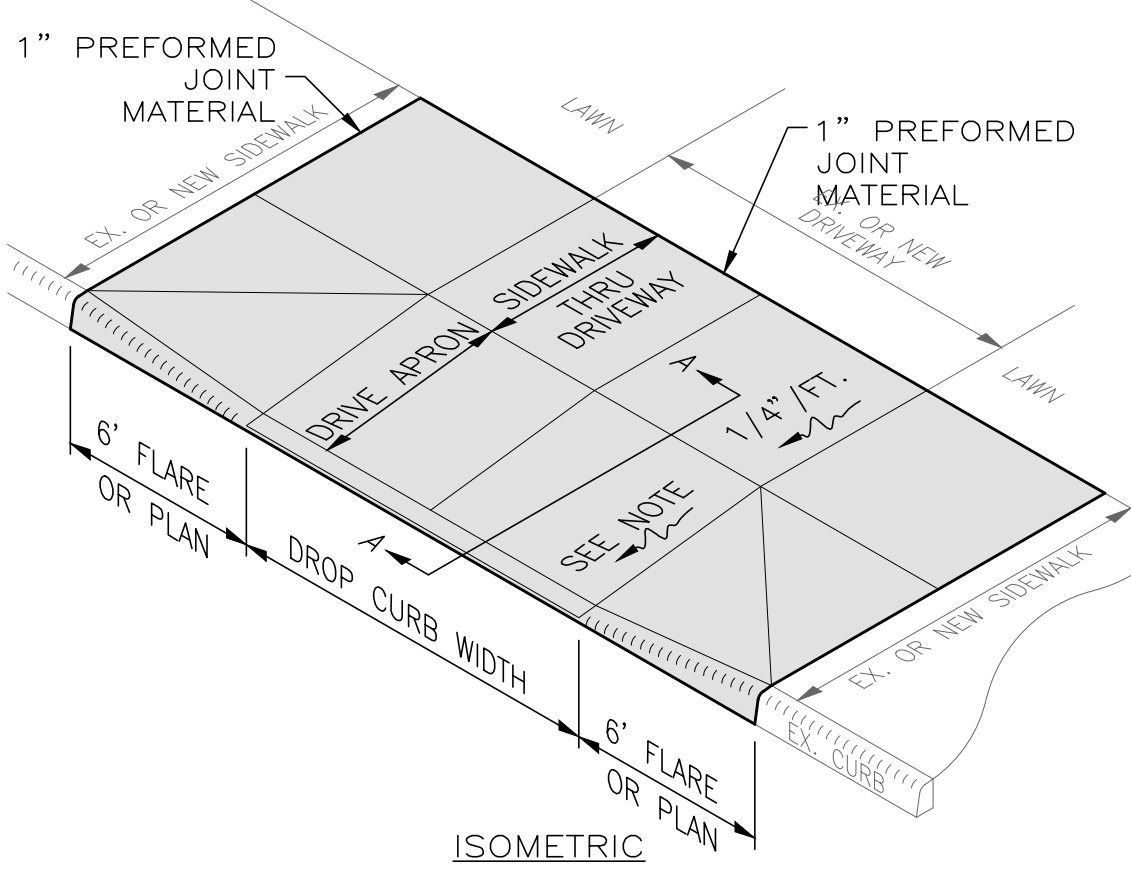 1” PREFORMED
JOINT
MATERIAL
EX. OR NEW SIDEWALK
LAWN
1” PREFORMED
JOINT
MATERIAL
EX. OR NEW
DRIVEWAY
SIDEWALK
THRU
DRIVEWAY
DRIVE APRON
A
1/4”/FT.
LAWN
6’ FLARE
OR PLAN
SEE NOTE
A
DROP CURB WIDTH
EX. OR NEW SIDEWALK
6’ FLARE
OR PLAN
EX. CURB
ISOMETRIC